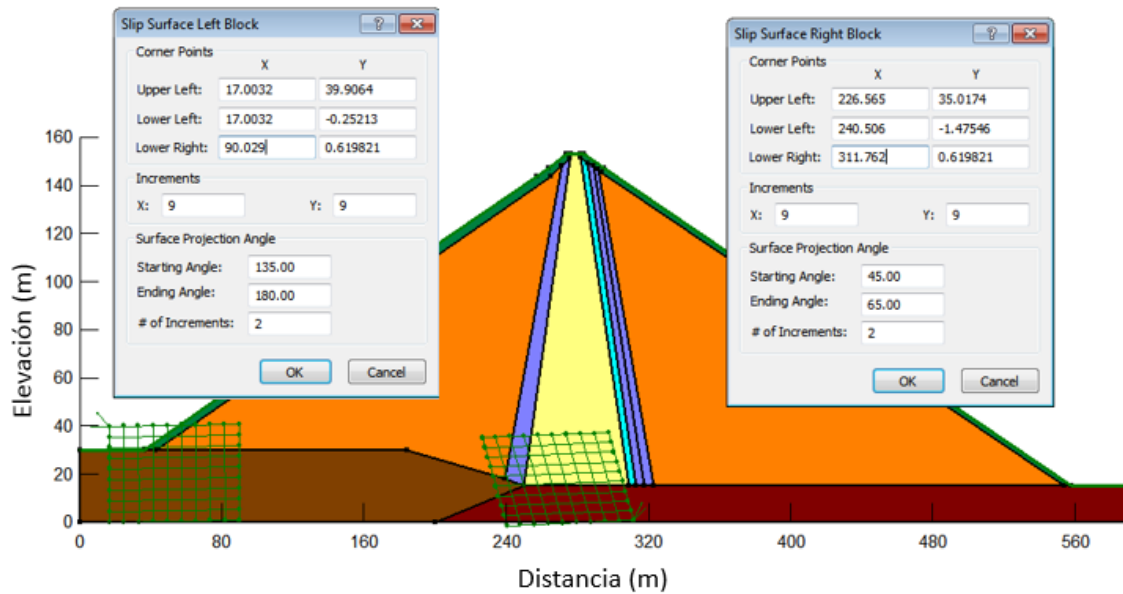 Slip Surface Left Block
Corner Points
X Y
Upper Left: 17.0032 39.9064
Lower Left: 17.0032 -0.25213
Lower Right: 90.029 0.619821
Increments
X: 9 Y: 9
Surface Projection Angle
Starting Angle: 135.00
Ending Angle: 180.00
# of Increments: 2
OK Cancel
Slip Surface Right Block
Corner Points
X Y
Upper Left: 226.565 35.0174
Lower Left: 240.506 -1.47546
Lower Right: 311.762 0.619821
Increments
X: 9 Y: 9
Surface Projection Angle
Starting Angle: 45.00
Ending Angle: 65.00
# of Increments: 2
OK Cancel
Elevación (m)
160
140
120
100
80
60
40
20
0
0 80 160 240 320 400 480 560
Distancia (m)